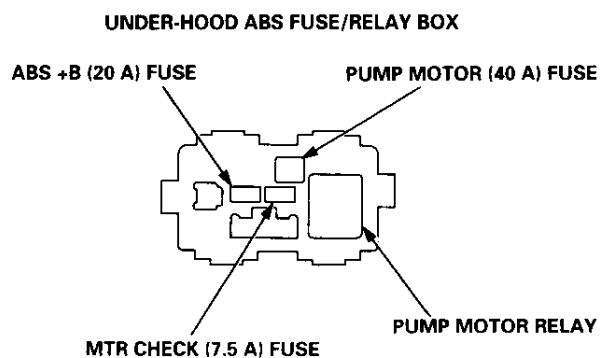 UNDER-HOOD ABS FUSE/RELAY BOX
ABS +B (20 A) FUSE
PUMP MOTOR (40 A) FUSE
PUMP MOTOR RELAY
MTR CHECK (7.5 A) FUSE